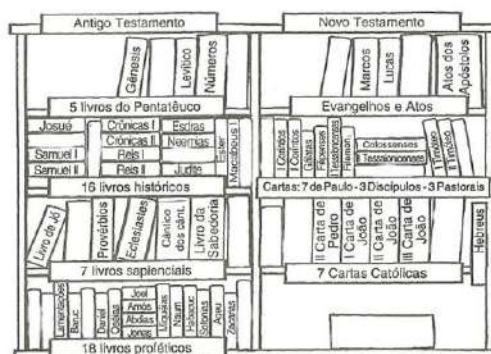 Antigo Testamento
Gênesis
Levítico
Números
5 livros do Pentatêuco
Josué
Samuel I
Samuel II
Crônicas I
Crônicas II
Reis I
Reis II
Esdras
Neemias
Judite
Ester
Macabeus I
16 livros históricos
Livro de Jó
Provérbios
Eclesiastes
Cântico
dos cânt.
Livro da
Sabedoria
7 livros sapienciais
Lamentações
Baruc
Daniel
Oséias
Joel
Amós
Abdias
Jonas
Miquéias
Naum
Habacuc
Sofonias
Ageu
Zacarias
18 livros proféticos
Novo Testamento
Marcos
Lucas
Atos dos
Apóstolos
Evangelhos e Atos
I Coríntios
II Coríntios
Gálatas
Filipenses
I Tessalonicenses
Filemon
Colossenses
II Tessalonicenses
I Timóteo
II Timóteo
Cartas: 7 de Paulo - 3 Discípulos - 3 Pastorais
II Carta de
Pedro
I Carta de
João
II Carta de
João
III Carta de
João
Hebreus
7 Cartas Católicas